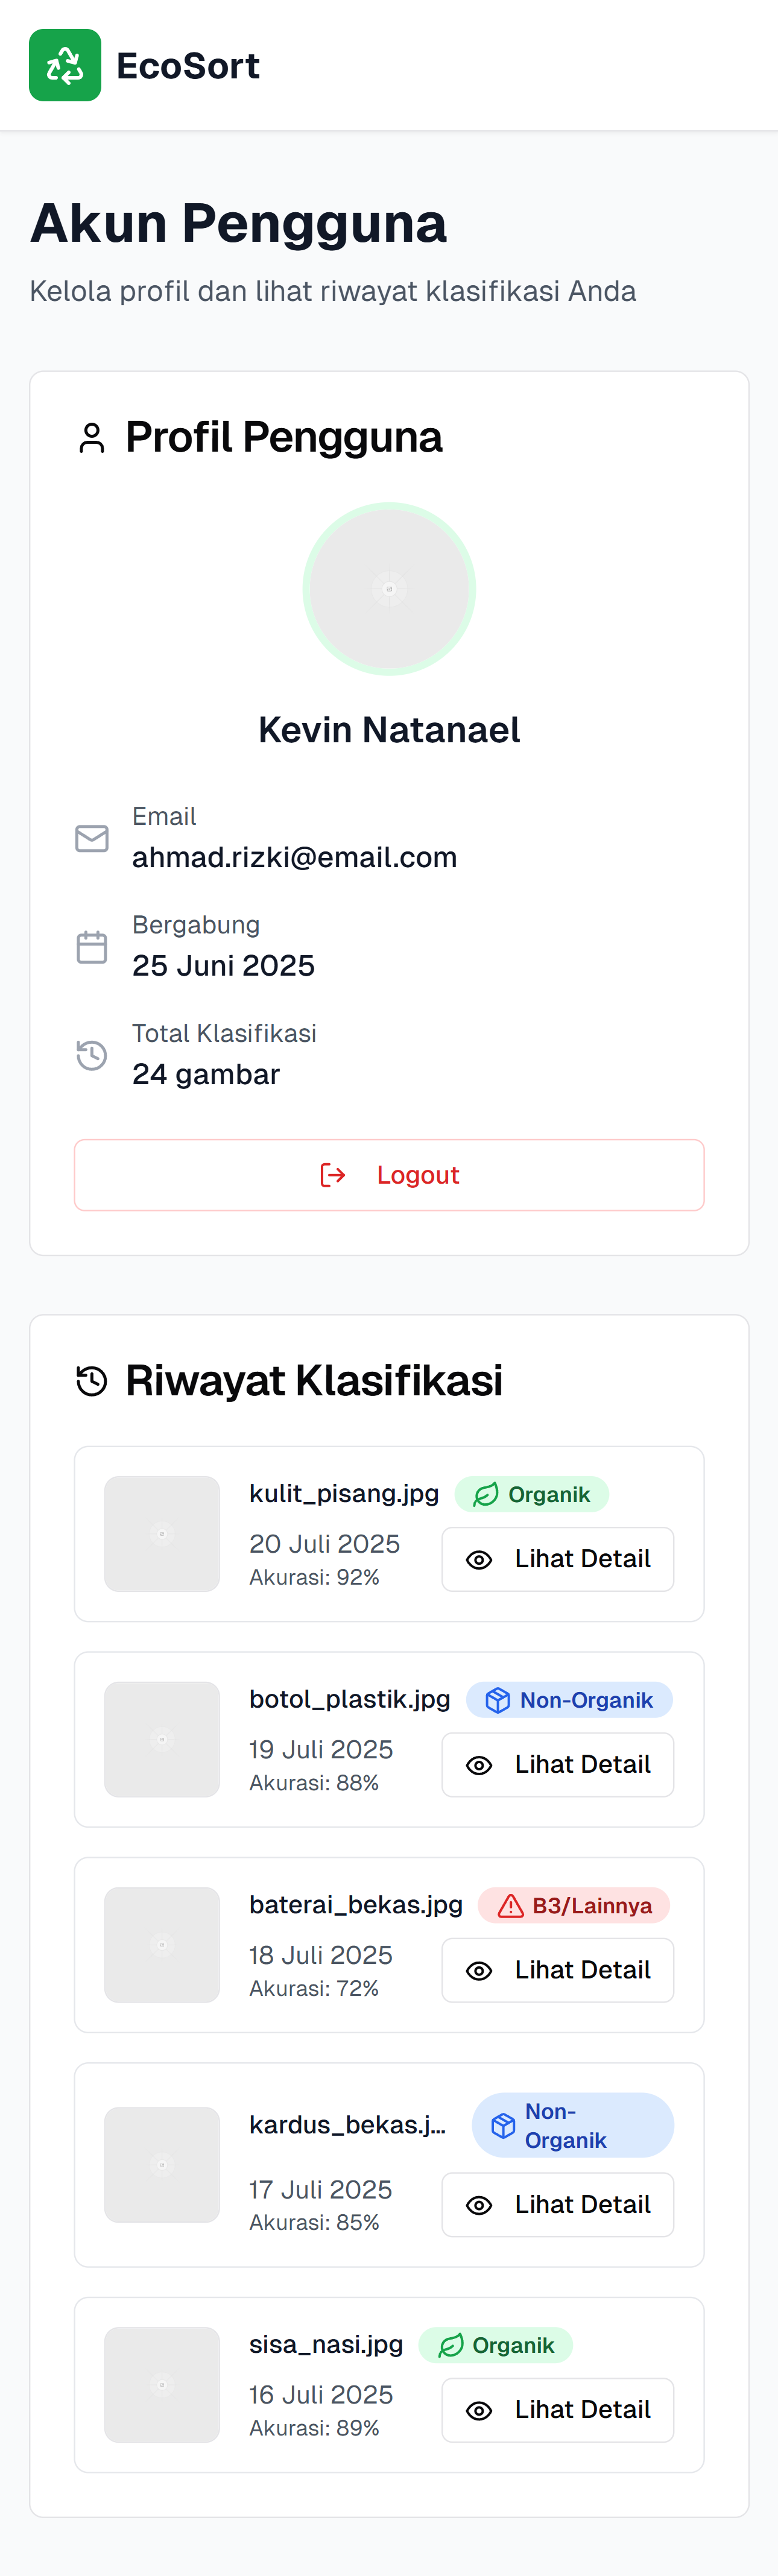 EcoSort
Akun Pengguna
Kelola profil dan lihat riwayat klasifikasi Anda
Profil Pengguna
Kevin Natanael
Email
ahmad.rizki@email.com
Bergabung
25 Juni 2025
Total Klasifikasi
24 gambar
Logout
Riwayat Klasifikasi
kulit_pisang.jpg Organik
20 Juli 2025
Akurasi: 92%
Lihat Detail
botol_plastik.jpg Non-Organik
19 Juli 2025
Akurasi: 88%
Lihat Detail
baterai_bekas.jpg B3/Lainnya
18 Juli 2025
Akurasi: 72%
Lihat Detail
kardus_bekas.j...
Non-
Organik
17 Juli 2025
Akurasi: 85%
Lihat Detail
sisa_nasi.jpg Organik
16 Juli 2025
Akurasi: 89%
Lihat Detail